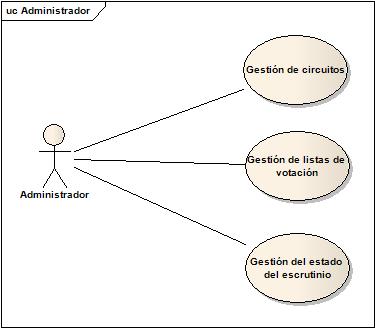 uc Administrador
Gestión de circuitos
Gestión de listas de
votación
Administrador
Gestión del estado
del escrutinio